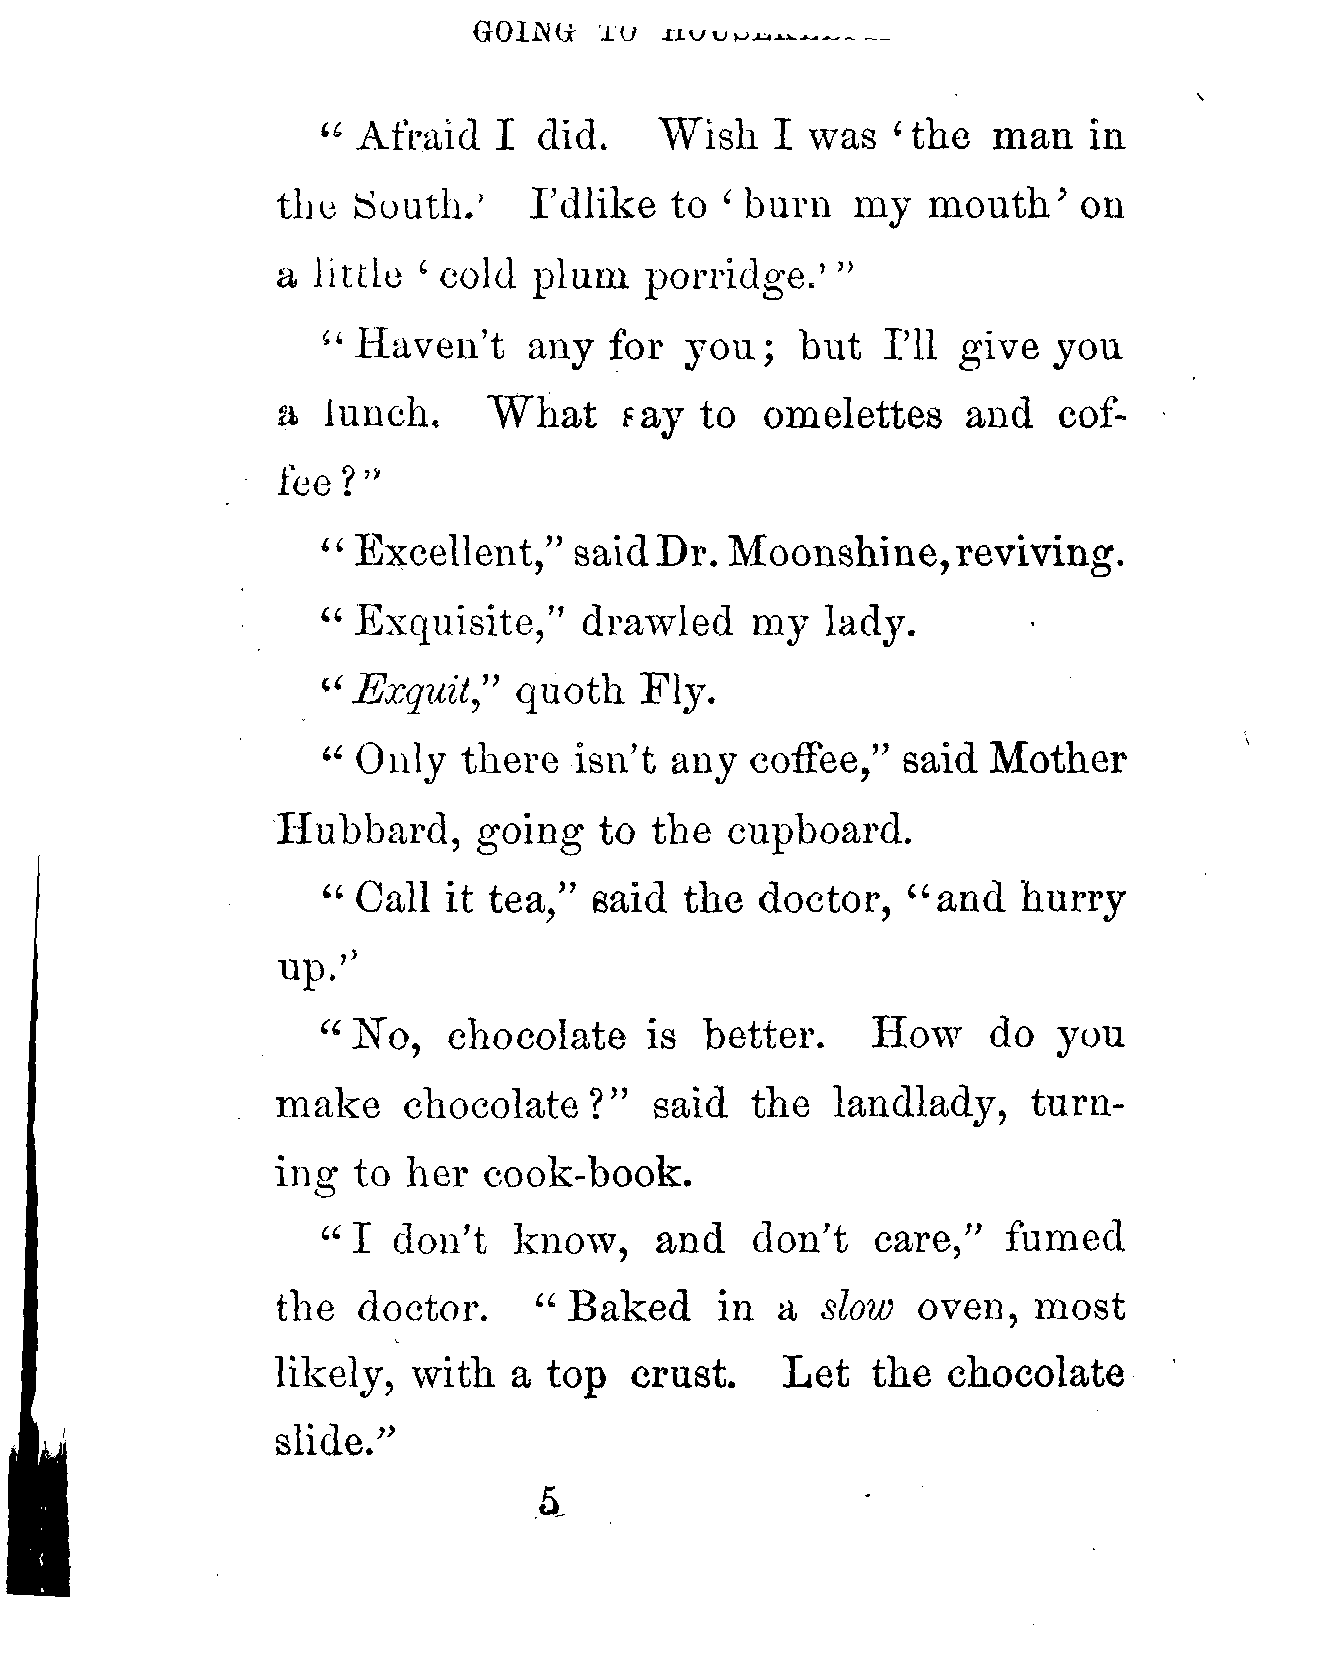 GOING TO
“Afraid I did. Wish I was ‘the man in
the South.’ I’dlike to ‘burn my mouth’ on
a little ‘cold plum porridge.’”
“Haven’t any for you; but I’ll give you
a lunch. What say to omelettes and cof-
fee?”
“Excellent,” said Dr. Moonshine, reviving.
“Exquisite,” drawled my lady.
“Exquit,” quoth Fly.
“Only there isn’t any coffee,” said Mother
Hubbard, going to the cupboard.
“Call it tea,” said the doctor, “and hurry
up.”
“No, chocolate is better. How do you
make chocolate?” said the landlady, turn-
ing to her cook-book.
“I don’t know, and don’t care,” fumed
the doctor. “Baked in a slow oven, most
likely, with a top crust. Let the chocolate
slide.”
5